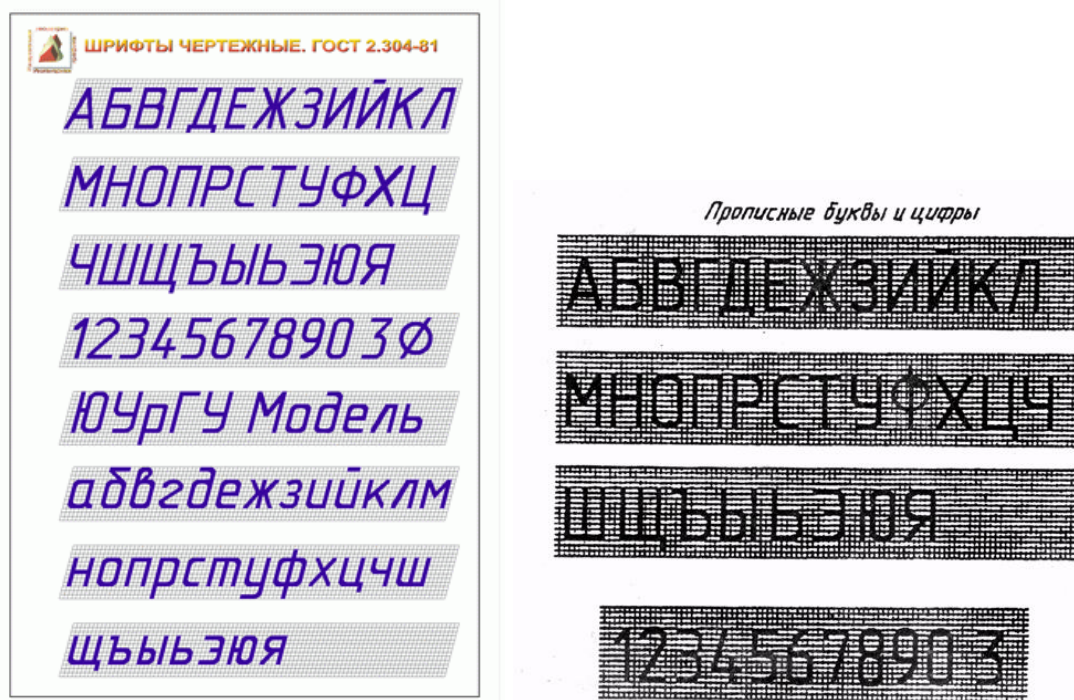 ШРИФТЫ ЧЕРТЕЖНЫЕ. ГОСТ 2.304-81
АБВГДЕЖЗИЙКЛ
МНОПРСТУФХЦ
ЧШЩЪЫЬЭЮЯ
1234567890 3 Ø
ЮУрГУ Модель
абвгдежзийклм
нопрстуфхцчш
щъыьэюя
Прописные буквы и цифры
АБВГДЕЖЗИЙКЛ
МНОПРСТУФХЦЧ
ШЩЪЫЬЭЮЯ
1234567890 3